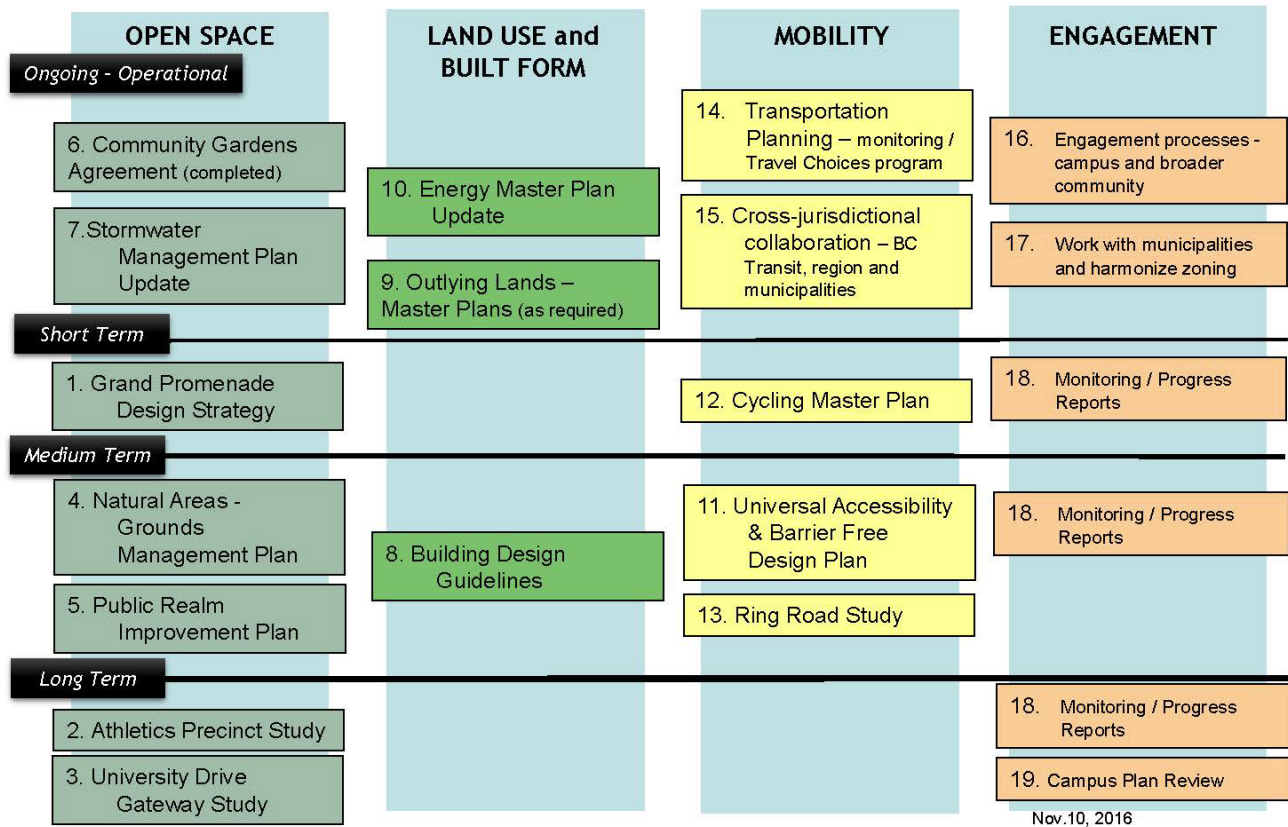 OPEN SPACE
LAND USE and
BUILT FORM
MOBILITY
ENGAGEMENT
Ongoing - Operational
6. Community Gardens
Agreement (completed)
7.Stormwater
Management Plan
Update
10. Energy Master Plan
Update
9. Outlying Lands –
Master Plans (as required)
14. Transportation
Planning – monitoring /
Travel Choices program
15. Cross-jurisdictional
collaboration – BC
Transit, region and
municipalities
16. Engagement processes -
campus and broader
community
17. Work with municipalities
and harmonize zoning
Short Term
1. Grand Promenade
Design Strategy
12. Cycling Master Plan
18. Monitoring / Progress
Reports
Medium Term
4. Natural Areas -
Grounds
Management Plan
5. Public Realm
Improvement Plan
8. Building Design
Guidelines
11. Universal Accessibility
& Barrier Free
Design Plan
13. Ring Road Study
18. Monitoring / Progress
Reports
Long Term
2. Athletics Precinct Study
3. University Drive
Gateway Study
18. Monitoring / Progress
Reports
19. Campus Plan Review
Nov.10, 2016